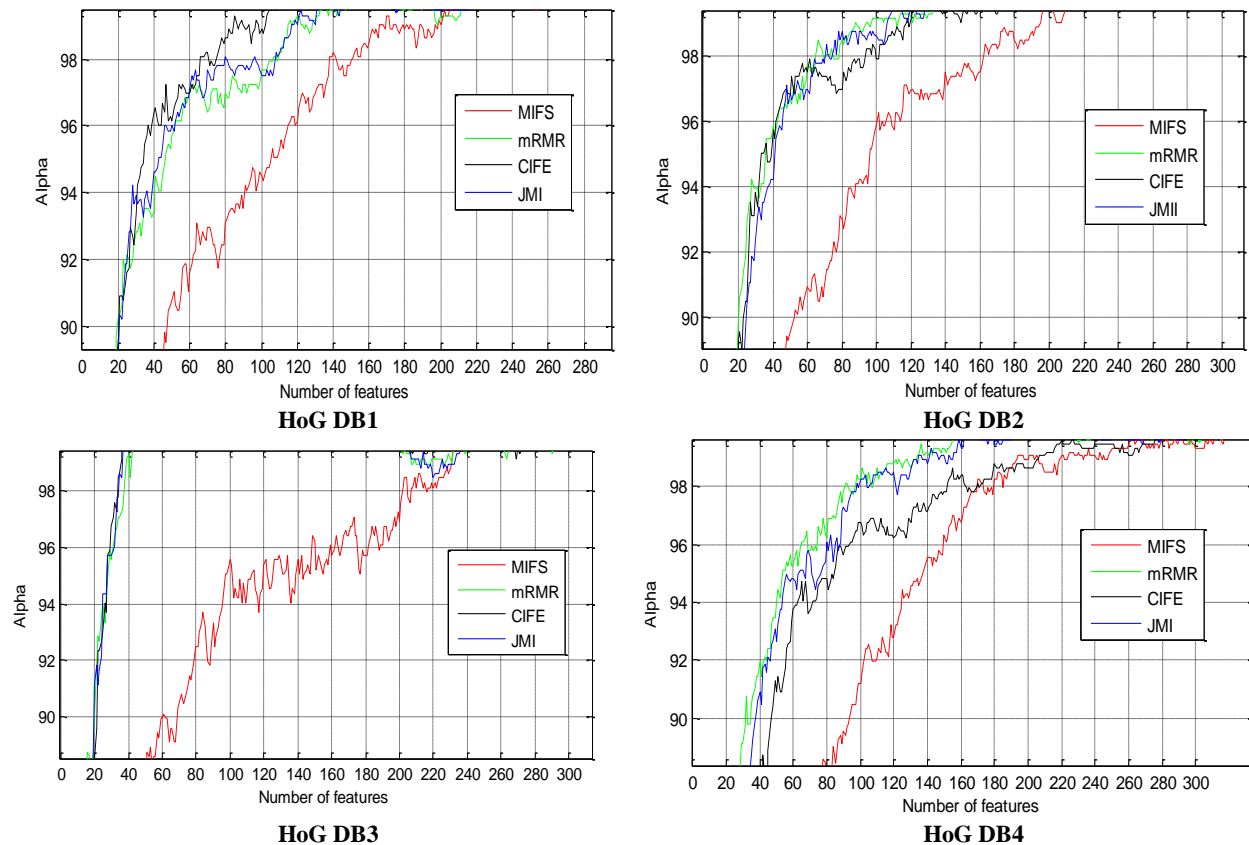 98
96
94
92
90
Alpha
MIFS
mRMR
CIFE
JMI
0 20 40 60 80 100 120 140 160 180 200 220 240 260 280
Number of features
HoG DB1
98
96
94
92
90
Alpha
MIFS
mRMR
CIFE
JMII
0 20 40 60 80 100 120 140 160 180 200 220 240 260 280 300
Number of features
HoG DB2
98
96
94
92
90
Alpha
MIFS
mRMR
CIFE
JMI
0 20 40 60 80 100 120 140 160 180 200 220 240 260 280 300
Number of features
HoG DB3
98
96
94
92
90
Alpha
MIFS
mRMR
CIFE
JMI
0 20 40 60 80 100 120 140 160 180 200 220 240 260 280 300
Number of features
HoG DB4